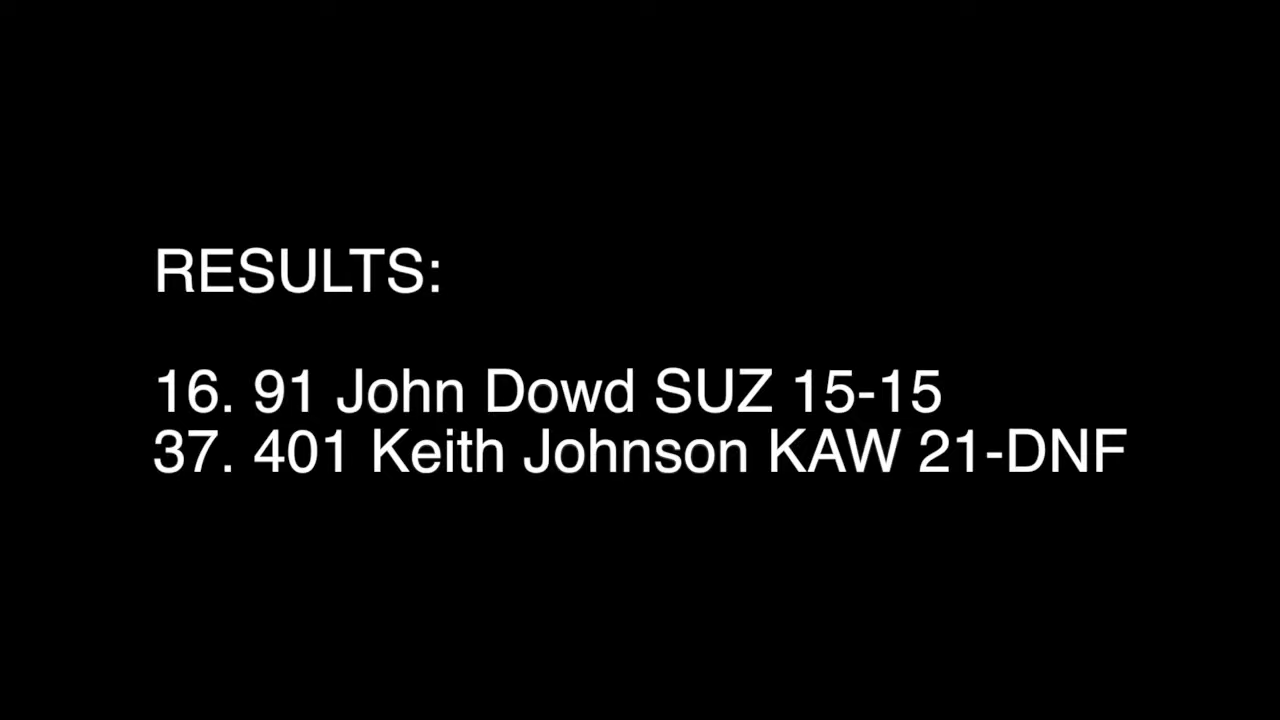 RESULTS:
16. 91 John Dowd SUZ 15-15
37. 401 Keith Johnson KAW 21-DNF